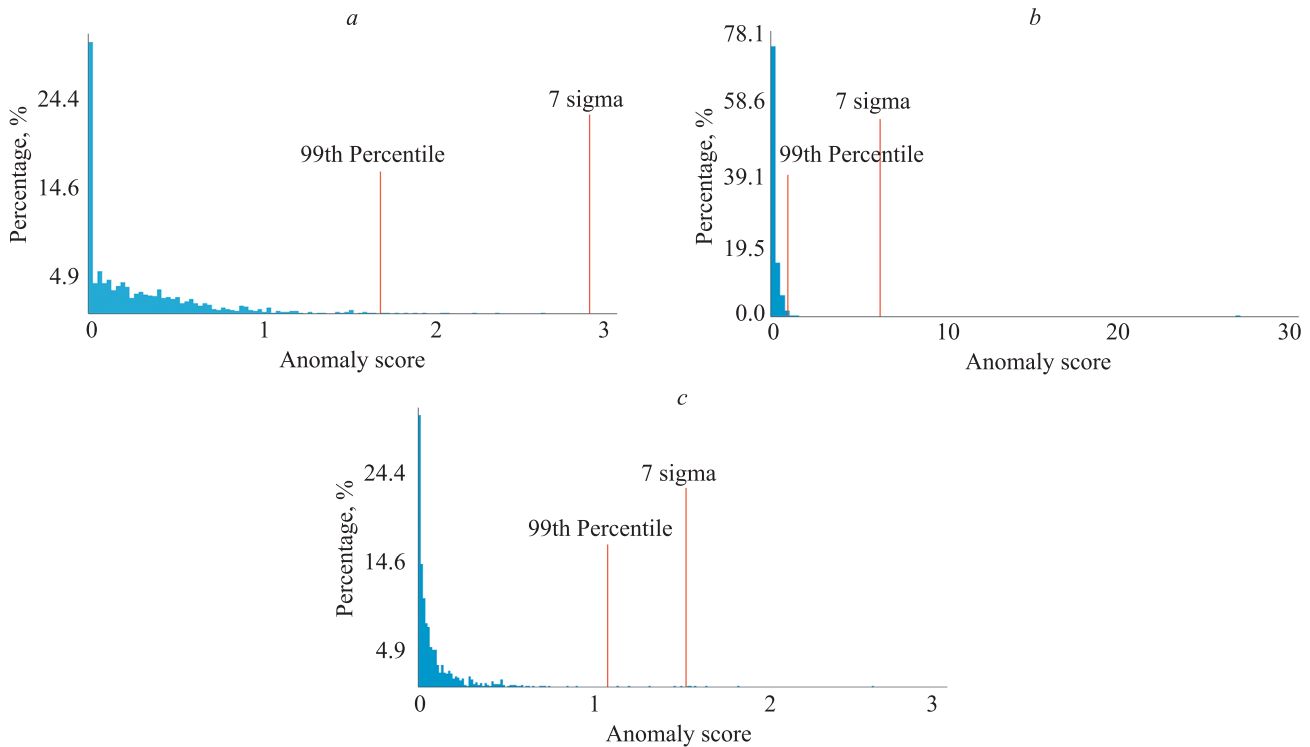 a
Percentage, %
24.4
14.6
4.9
99th Percentile
7 sigma
0 1 2 3
Anomaly score
b
Percentage, %
78.1
58.6
39.1
19.5
0.0
7 sigma
99th Percentile
0 10 20 30
Anomaly score
c
Percentage, %
24.4
14.6
4.9
7 sigma
99th Percentile
0 1 2 3
Anomaly score